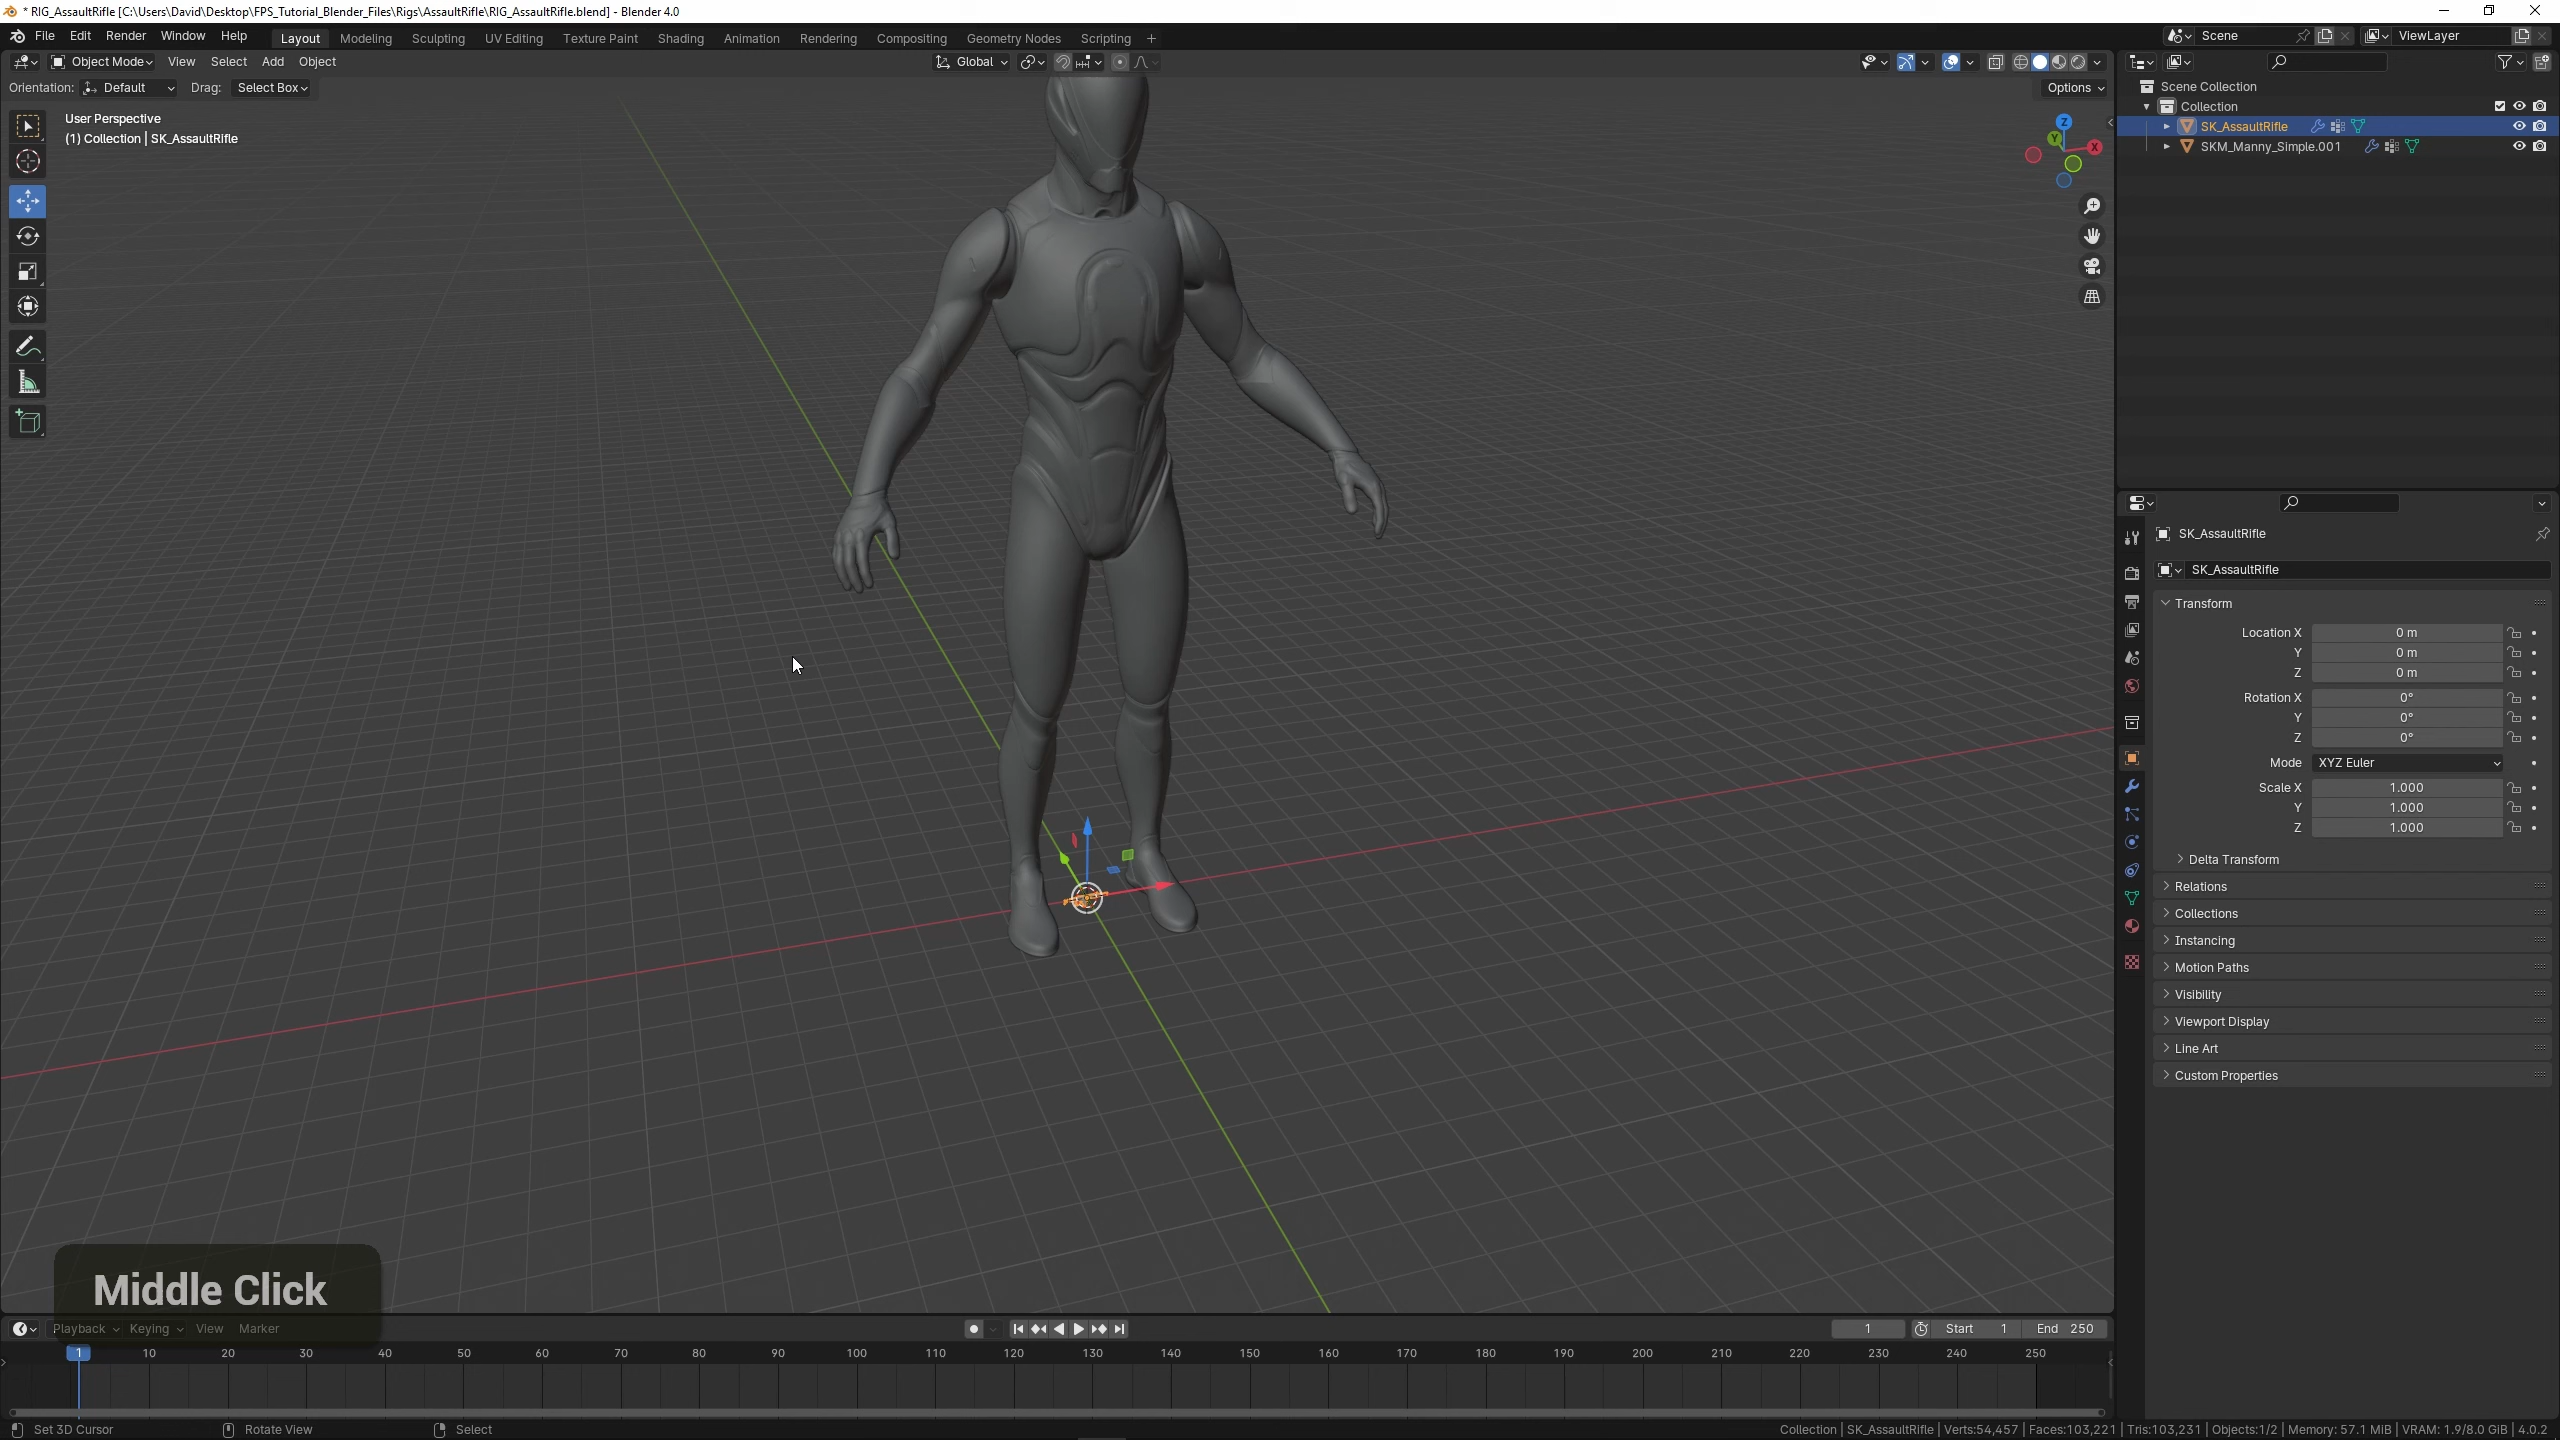 * RIG_AssaultRifle [C:\Users\David\Desktop\FPS_Tutorial_Blender_Files\Rigs\AssaultRifle\RIG_AssaultRifle.blend] - Blender 4.0
File Edit Render Window Help Layout Modeling Sculpting UV Editing Texture Paint Shading Animation Rendering Compositing Geometry Nodes Scripting + Scene ViewLayer
Object Mode View Select Add Object Global
Orientation: Default Drag: Select Box Options
User Perspective
(1) Collection | SK_AssaultRifle
Z
Y
X
Scene Collection
Collection
SK_AssaultRifle
SKM_Manny_Simple.001
SK_AssaultRifle
SK_AssaultRifle
Transform
Location X 0 m
Y 0 m
Z 0 m
Rotation X 0°
Y 0°
Z 0°
Mode XYZ Euler
Scale X 1.000
Y 1.000
Z 1.000
Delta Transform
Relations
Collections
Instancing
Motion Paths
Visibility
Viewport Display
Line Art
Custom Properties
Middle Click
Playback Keying View Marker 1 Start 1 End 250
1 10 20 30 40 50 60 70 80 90 100 110 120 130 140 150 160 170 180 190 200 210 220 230 240 250
Set 3D Cursor Rotate View Select Collection | SK_AssaultRifle | Verts:54,457 | Faces:103,221 | Tris:103,231 | Objects:1/2 | Memory: 57.1 MiB | VRAM: 1.9/8.0 GiB | 4.0.2